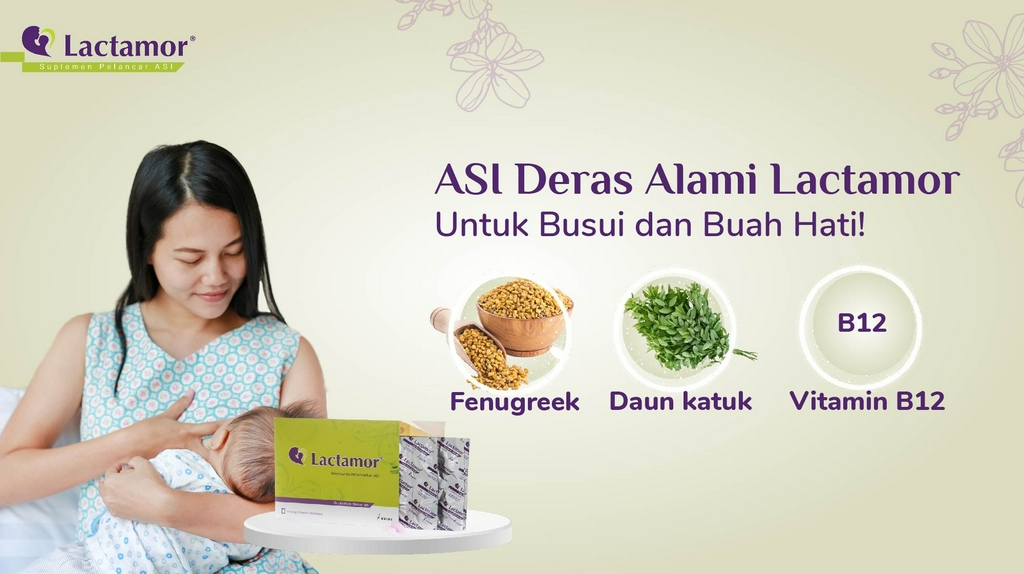 Lactamor®
Suplemen Pelancar ASI
ASI Deras Alami Lactamor
Untuk Busui dan Buah Hati!
B12
Fenugreek
Daun katuk
Vitamin B12
Lactamor®